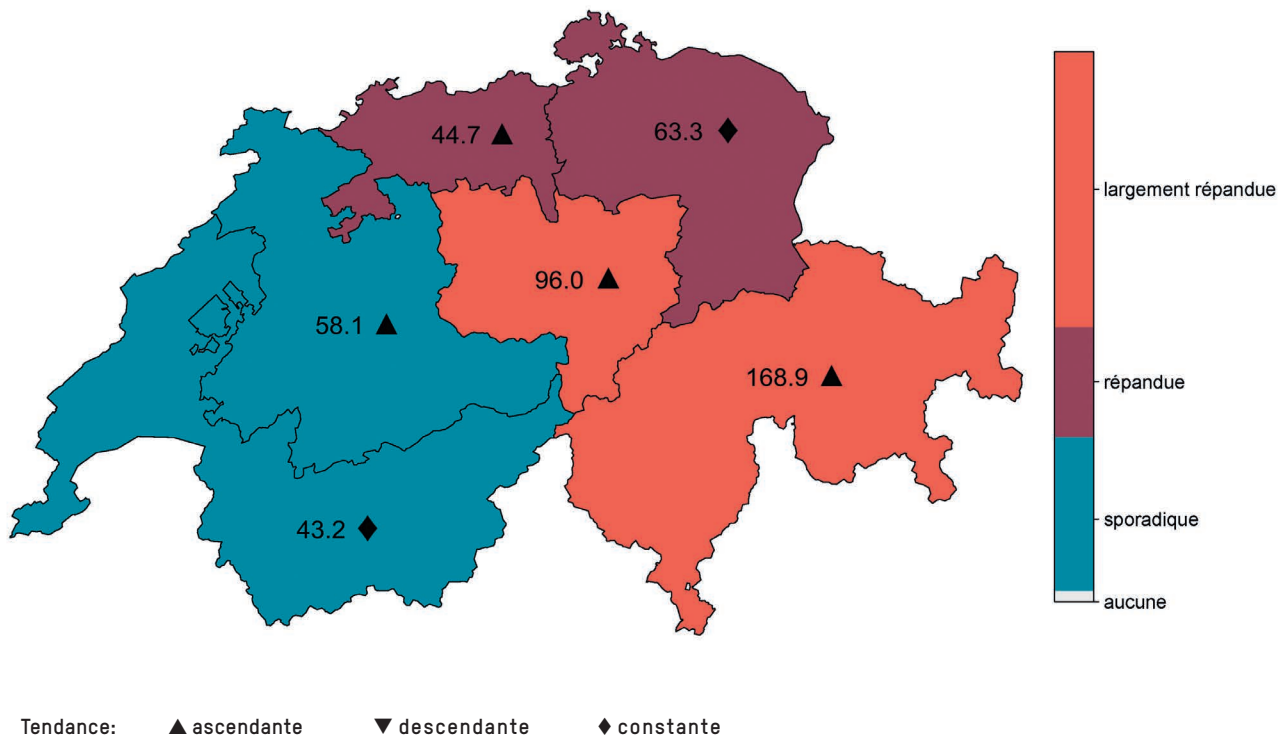 44.7 ▲
63.3 ◆
largement répandue
96.0 ▲
58.1 ▲
168.9 ▲
répandue
43.2 ◆
sporadique
aucune
Tendance: ▲ ascendante ▼ descendante ◆ constante